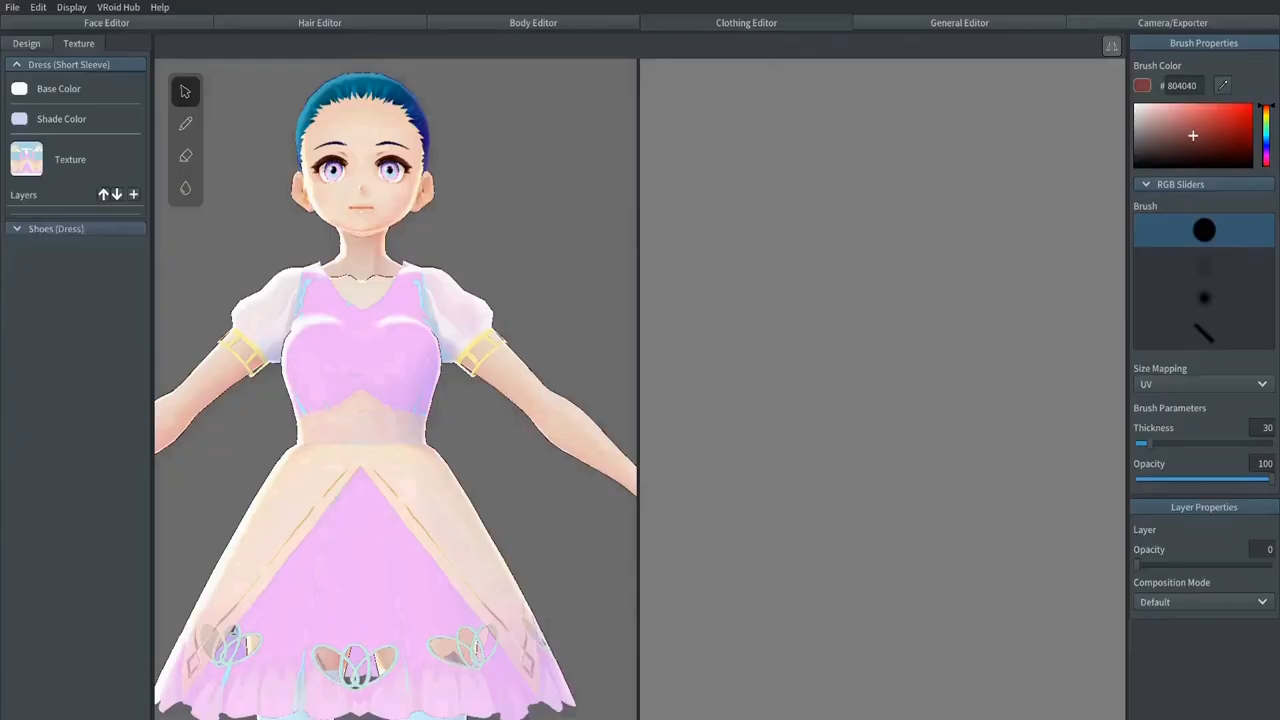 File Edit Display VRoid Hub Help
Face Editor Hair Editor Body Editor Clothing Editor General Editor Camera/Exporter
Design Texture
Dress (Short Sleeve)
Base Color
Shade Color
Texture
Layers
Shoes (Dress)
Brush Properties
Brush Color
# 804040
RGB Sliders
Brush
Size Mapping
UV
Brush Parameters
Thickness 30
Opacity 100
Layer Properties
Layer
Opacity 0
Composition Mode
Default